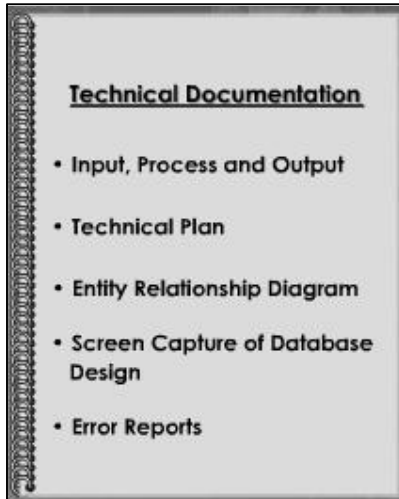 Technical Documentation
• Input, Process and Output
• Technical Plan
• Entity Relationship Diagram
• Screen Capture of Database
Design
• Error Reports